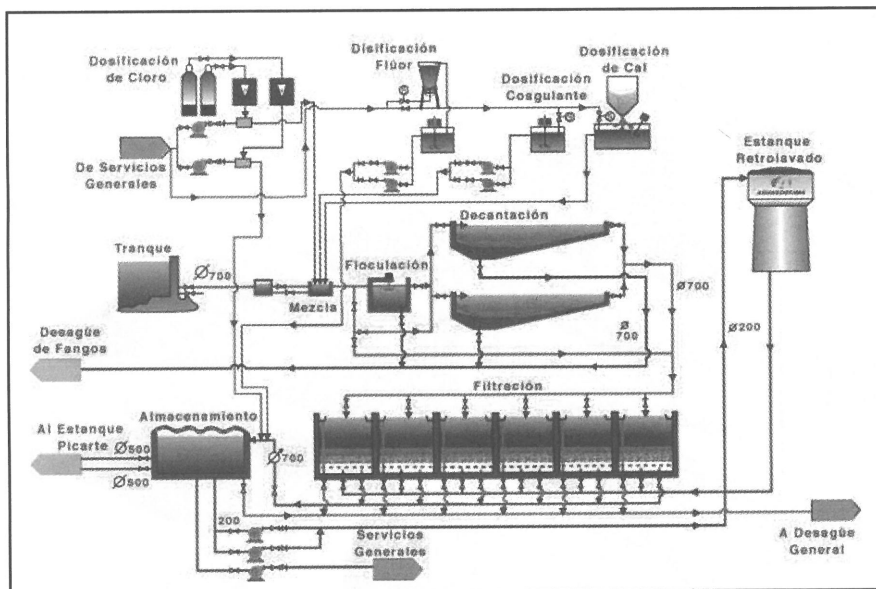 Dosificación
de Cloro
Disificación
Flúor
Dosificación
Coagulante
Dosificación
de Cal
De Servicios
Generales
Estanque
Retrolavado
Decantación
Tranque
Ø700
Floculación
Mezcla
Ø700
Ø
700
Ø200
Desagüe
de Fangos
Filtración
Almacenamiento
Al Estanque
Picarte
Ø500
Ø500
Ø700
200
Servicios
Generales
A Desagüe
General